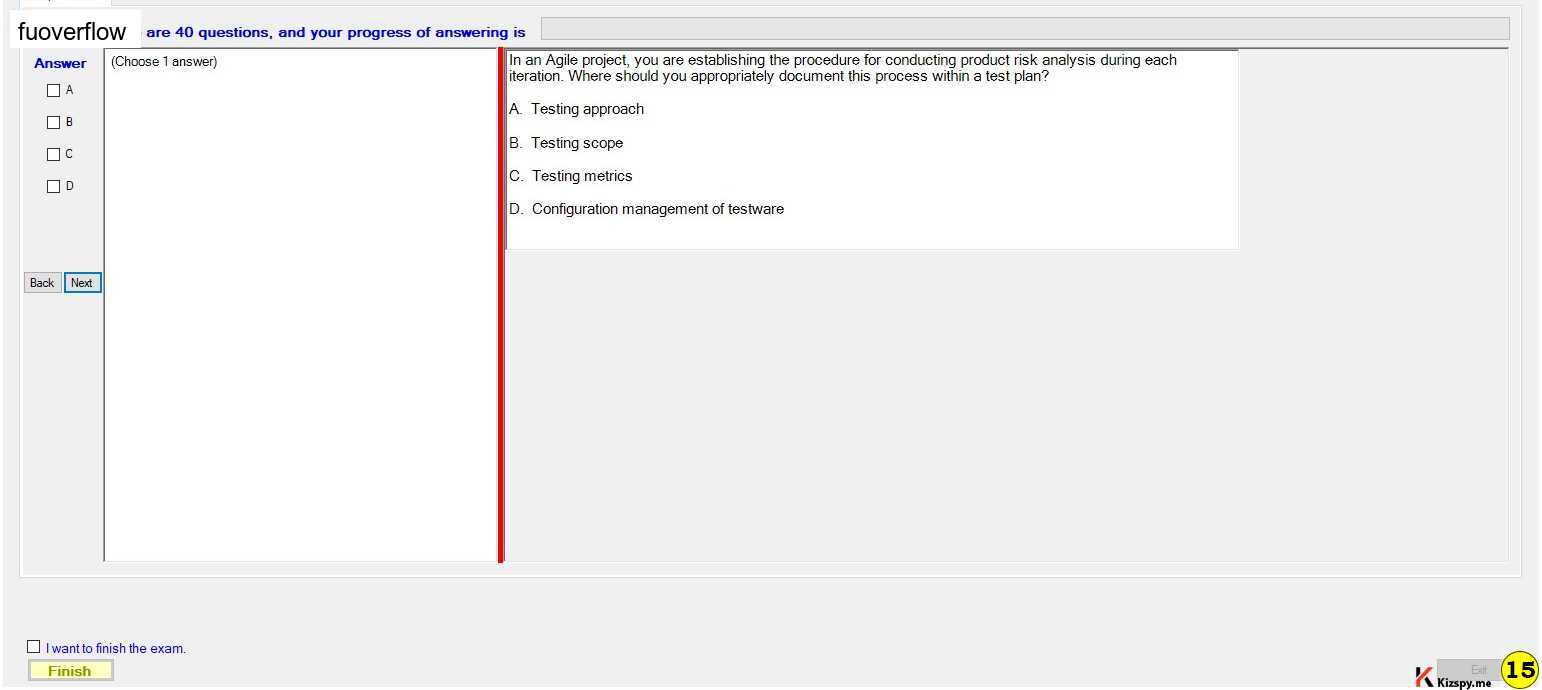 fuoverflow are 40 questions, and your progress of answering is
Answer
A
B
C
D
Back Next
(Choose 1 answer)
In an Agile project, you are establishing the procedure for conducting product risk analysis during each
iteration. Where should you appropriately document this process within a test plan?
A. Testing approach
B. Testing scope
C. Testing metrics
D. Configuration management of testware
I want to finish the exam.
Finish
Exit
Kizspy.me
15